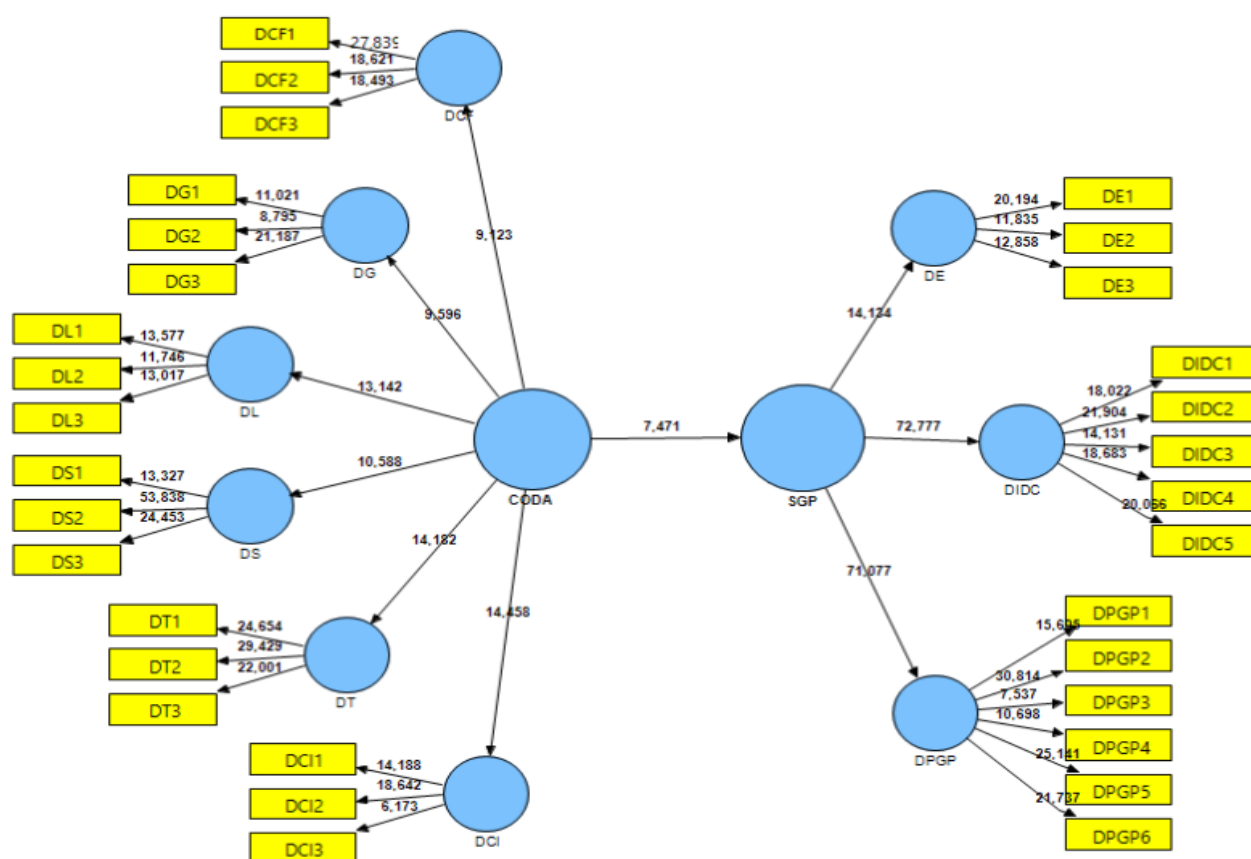 DCF1
27,839
18,621
DCF2
18,493
DCF3
DCF
DG1
11,021
8,795
DG2
21,187
DG3
DG
9,123
9,596
DL1
13,577
11,746
DL2
13,017
DL3
DL
13,142
DS1
13,327
53,838
DS2
24,453
DS3
DS
10,588
CODA
14,182
DT1
24,654
29,429
DT2
22,001
DT3
DT
14,458
DCI1
14,188
18,642
DCI2
6,173
DCI3
DCI
7,471
SGP
14,134
DE
20,194
DE1
11,835
DE2
12,858
DE3
72,777
DIDC
18,022
DIDC1
21,904
DIDC2
14,131
DIDC3
18,683
DIDC4
20,066
DIDC5
71,077
DPGP
DPGP1
30,814
DPGP2
7,537
DPGP3
10,698
DPGP4
25,141
DPGP5
21,737
DPGP6